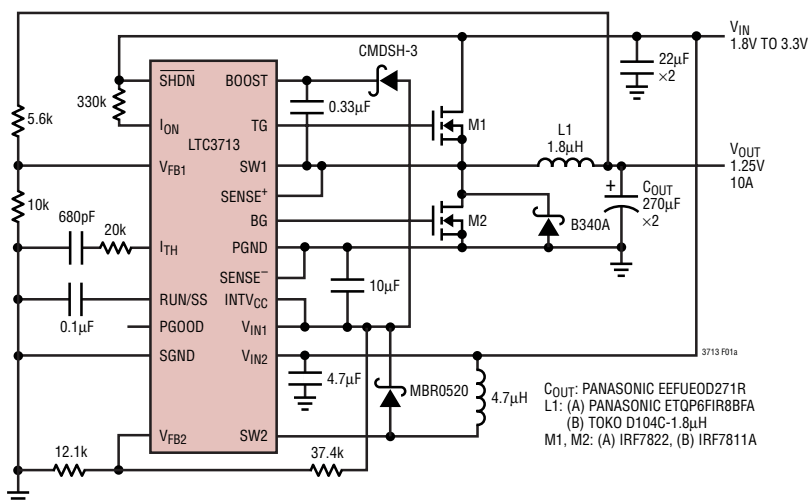 V_IN
1.8V TO 3.3V
CMDSH-3
22µF
×2
SHDN
BOOST
330k
0.33µF
5.6k
I_ON
TG
M1
L1
1.8µH
LTC3713
V_OUT
1.25V
10A
V_FB1
SW1
SENSE+
10k
680pF
20k
BG
M2
B340A
+
C_OUT
270µF
×2
I_TH
PGND
SENSE–
10µF
RUN/SS
INTV_CC
0.1µF
PGOOD
V_IN1
SGND
V_IN2
3713 F01a
4.7µF
MBR0520
4.7µH
C_OUT: PANASONIC EEFUEOD271R
L1: (A) PANASONIC ETQP6FIR8BFA
(B) TOKO D104C-1.8µH
M1, M2: (A) IRF7822, (B) IRF7811A
V_FB2
SW2
12.1k
37.4k